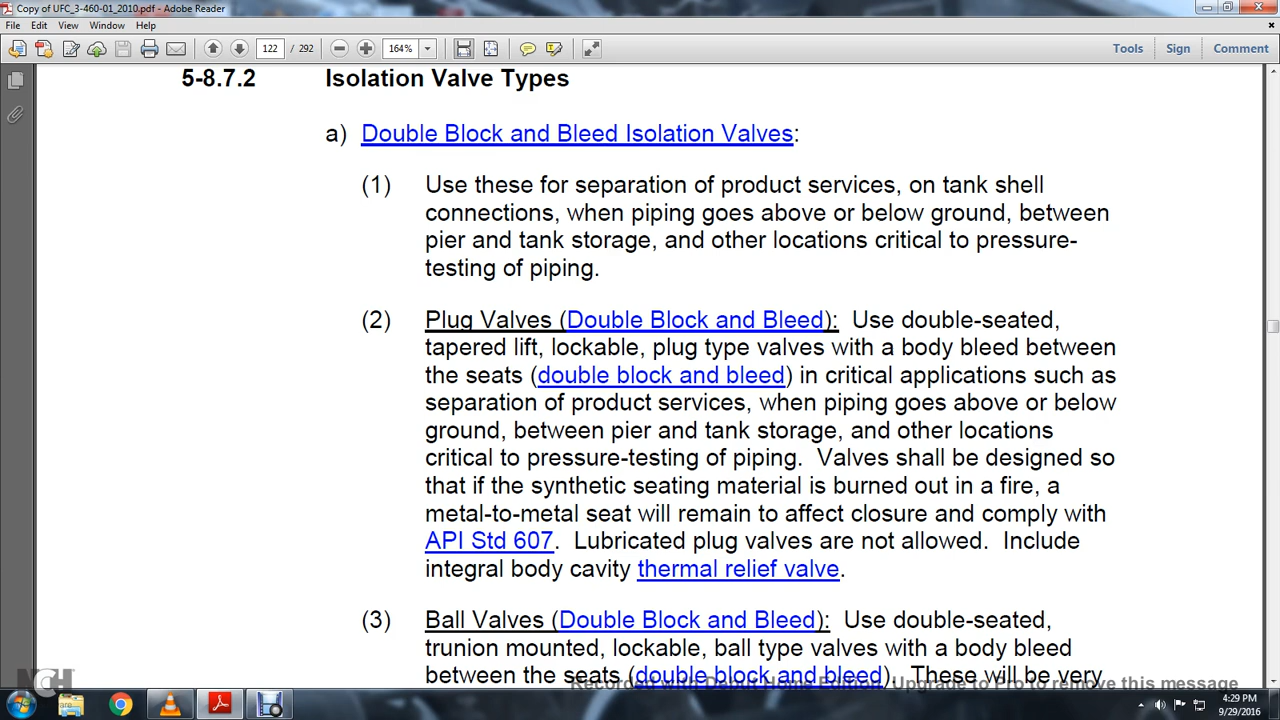 Copy of UFC_3-460-01_2010.pdf - Adobe Reader
File Edit View Window Help
122 / 292 164% Tools Sign Comment
5-8.7.2 Isolation Valve Types
a) Double Block and Bleed Isolation Valves:
(1) Use these for separation of product services, on tank shell
connections, when piping goes above or below ground, between
pier and tank storage, and other locations critical to pressure-
testing of piping.
(2) Plug Valves (Double Block and Bleed): Use double-seated,
tapered lift, lockable, plug type valves with a body bleed between
the seats (double block and bleed) in critical applications such as
separation of product services, when piping goes above or below
ground, between pier and tank storage, and other locations
critical to pressure-testing of piping. Valves shall be designed so
that if the synthetic seating material is burned out in a fire, a
metal-to-metal seat will remain to affect closure and comply with
API Std 607. Lubricated plug valves are not allowed. Include
integral body cavity thermal relief valve.
(3) Ball Valves (Double Block and Bleed): Use double-seated,
trunion mounted, lockable, ball type valves with a body bleed
between the seats (double block and bleed). These will be very
NCH
Recorded with Debut Home Edition. Upgrade to Pro to remove this message
4:29 PM
9/29/2016